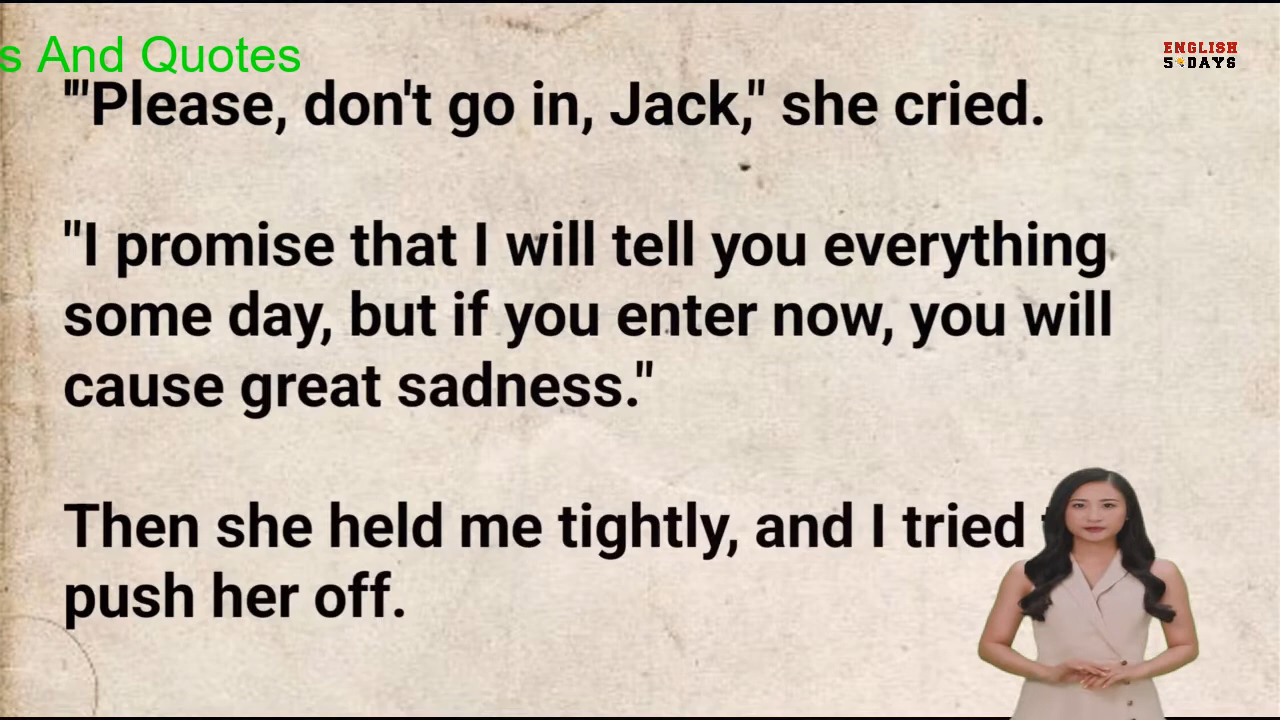 s And Quotes
ENGLISH
5 DAYS
"'Please, don't go in, Jack," she cried.
"I promise that I will tell you everything
some day, but if you enter now, you will
cause great sadness."
Then she held me tightly, and I tried
push her off.